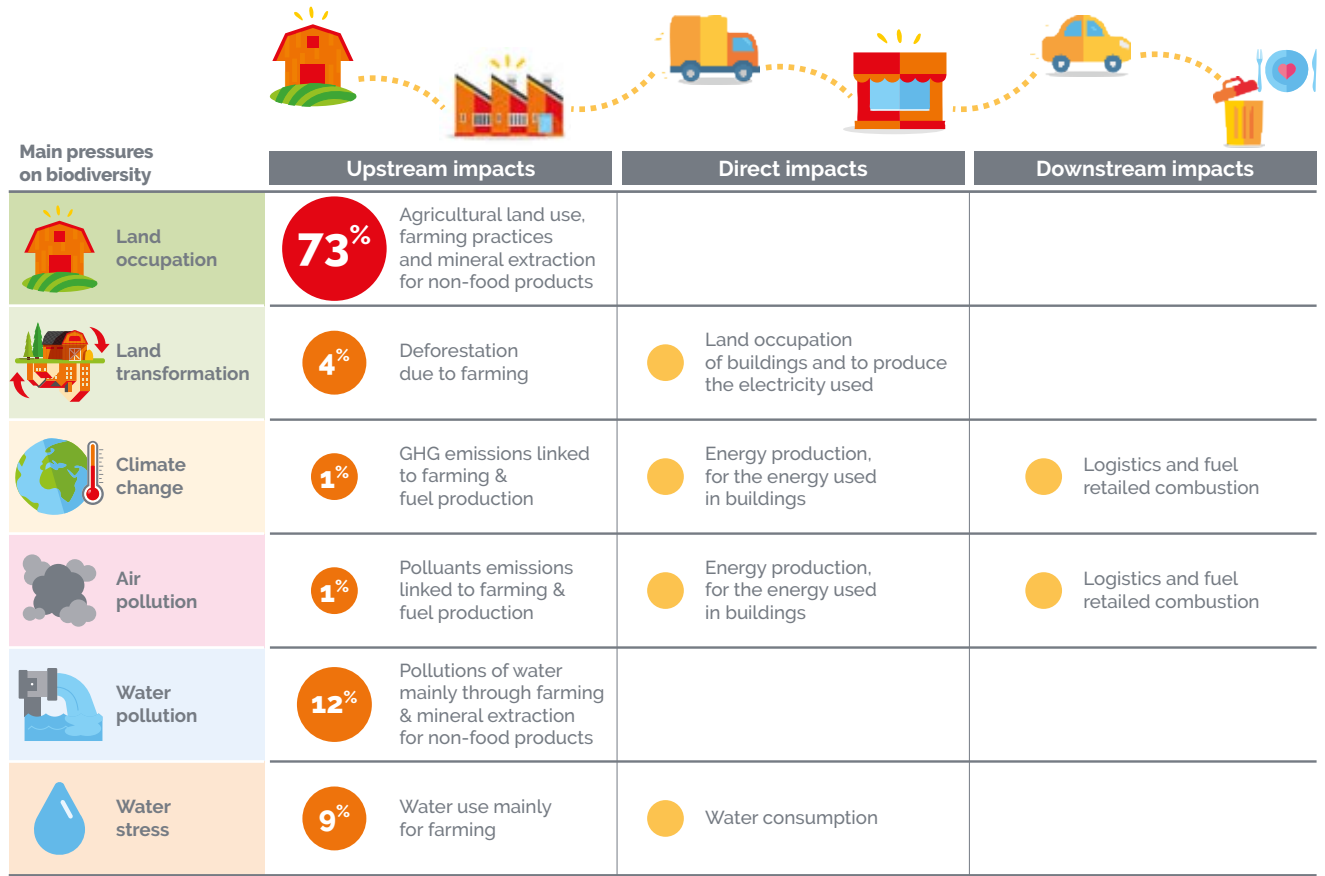 Main pressures
on biodiversity
Upstream impacts
Direct impacts
Downstream impacts
Land
occupation
73%
Agricultural land use,
farming practices
and mineral extraction
for non-food products
Land
transformation
4%
Deforestation
due to farming
Land occupation
of buildings and to produce
the electricity used
Climate
change
1%
GHG emissions linked
to farming &
fuel production
Energy production,
for the energy used
in buildings
Logistics and fuel
retailed combustion
Air
pollution
1%
Polluants emissions
linked to farming &
fuel production
Energy production,
for the energy used
in buildings
Logistics and fuel
retailed combustion
Water
pollution
12%
Pollutions of water
mainly through farming
& mineral extraction
for non-food products
Water
stress
9%
Water use mainly
for farming
Water consumption